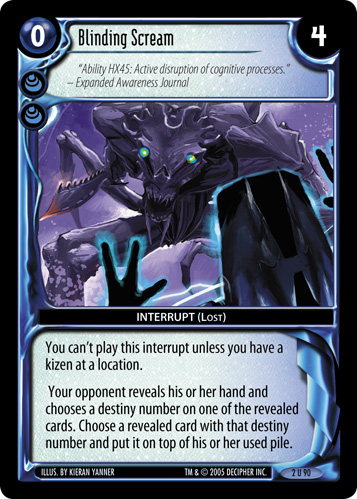 0 Blinding Scream 4
"Ability HX45: Active disruption of cognitive processes."
– Expanded Awareness Journal
INTERRUPT (LOST)
You can't play this interrupt unless you have a
kizen at a location.
Your opponent reveals his or her hand and
chooses a destiny number on one of the revealed
cards. Choose a revealed card with that destiny
number and put it on top of his or her used pile.
ILLUS. BY KIERAN YANNER TM & © 2005 DECIPHER INC. 2 U 90